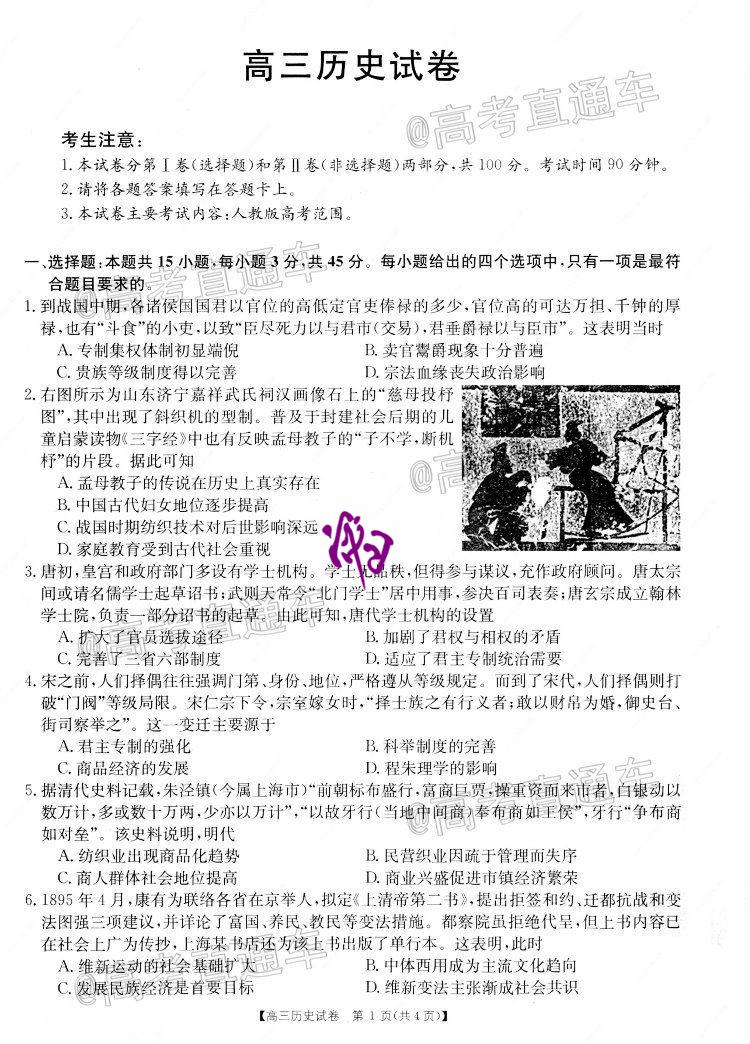 高三历史试卷
@高考直通车
考生注意:
1.本试卷分第Ⅰ卷(选择题)和第Ⅱ卷(非选择题)两部分,共100分。考试时间90分钟。
2.请将各题答案填写在答题卡上。
3.本试卷主要考试内容:人教版高考范围。
一、选择题:本题共15小题,每小题3分,共45分。每小题给出的四个选项中,只有一项是最符
合题目要求的。
@高考直通车
1.到战国中期,各诸侯国国君以官位的高低定官吏俸禄的多少,官位高的可达万担、千钟的厚
禄,也有“斗食”的小吏,以致“臣尽死力以与君市(交易),君垂爵禄以与臣市”。这表明当时
A.专制集权体制初显端倪 B.卖官鬻爵现象十分普遍
C.贵族等级制度得以完善 D.宗法血缘丧失政治影响
2.右图所示为山东济宁嘉祥武氏祠汉画像石上的“慈母投杼
图”,其中出现了斜织机的型制。普及于封建社会后期的儿
童启蒙读物《三字经》中也有反映孟母教子的“子不学,断机
杼”的片段。据此可知
@高考直通车
A.孟母教子的传说在历史上真实存在
B.中国古代妇女地位逐步提高
C.战国时期纺织技术对后世影响深远
D.家庭教育受到古代社会重视
3.唐初,皇宫和政府部门多设有学士机构。学士无品秩,但得参与谋议,充作政府顾问。唐太宗
间或请名儒学士起草诏书;武则天常令“北门学士”居中用事,参决百司表奏;唐玄宗成立翰林
学士院,负责一部分诏书的起草。由此可知,唐代学士机构的设置
@高考直通车
A.扩大了官员选拔途径 B.加剧了君权与相权的矛盾
C.完善了三省六部制度 D.适应了君主专制统治需要
4.宋之前,人们择偶往往强调门第、身份、地位,严格遵从等级规定。而到了宋代,人们择偶则打
破“门阀”等级局限。宋仁宗下令,宗室嫁女时,“择士族之有行义者;敢以财帛为婚,御史台、
街司察举之”。这一变迁主要源于
A.君主专制的强化 B.科举制度的完善
C.商品经济的发展 D.程朱理学的影响
@高考直通车
5.据清代史料记载,朱泾镇(今属上海市)“前朝标布盛行,富商巨贾,操重资而来市者,白银动以
数万计,多或数十万两,少亦以万计”,“以故牙行(当地中间商)奉布商如王侯”,牙行“争布商
如对垒”。该史料说明,明代
A.纺织业出现商品化趋势 B.民营织业因疏于管理而失序
C.商人群体社会地位提高 D.商业兴盛促进市镇经济繁荣
6.1895年4月,康有为联络各省在京举人,拟定《上清帝第二书》,提出拒签和约、迁都抗战和变
法图强三项建议,并详论了富国、养民、教民等变法措施。都察院虽拒绝代呈,但上书内容已
在社会上广为传抄,上海某书店还为该上书出版了单行本。这表明,此时
@高考直通车
A.维新运动的社会基础扩大 B.中体西用成为主流文化趋向
C.发展民族经济是首要目标 D.维新变法主张渐成社会共识
【高三历史试卷 第1页(共4页)】